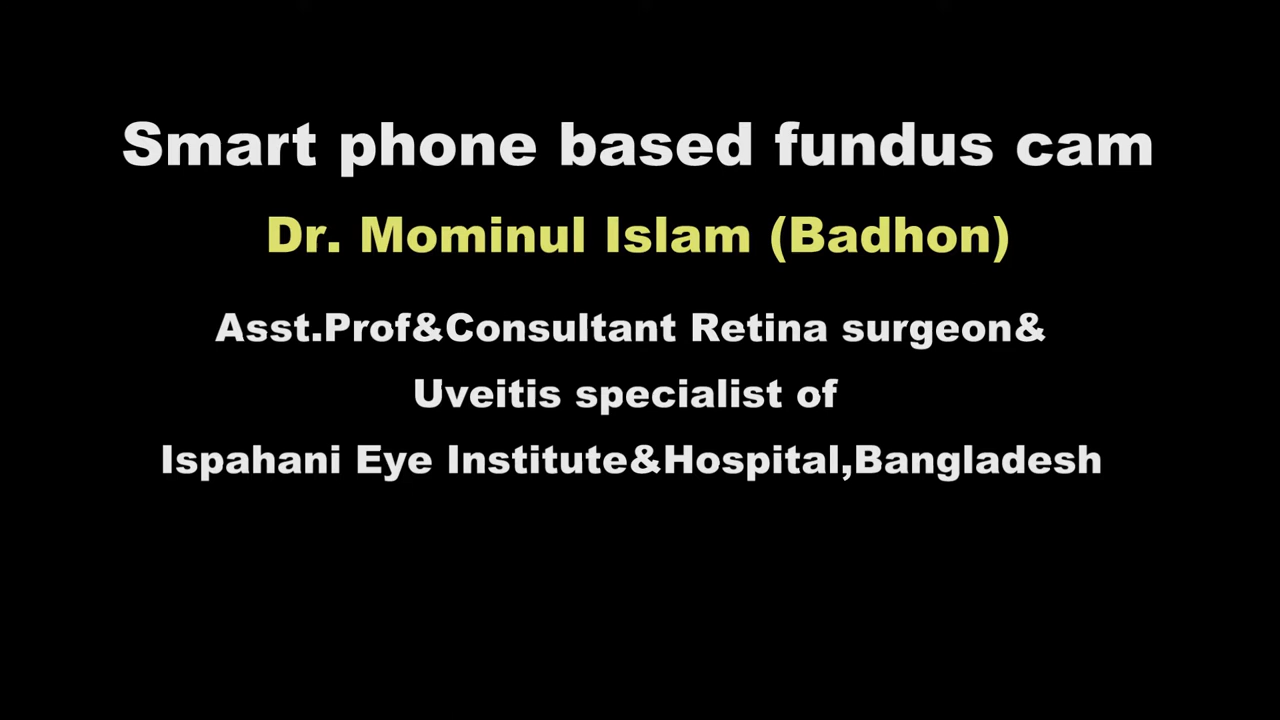 Smart phone based fundus cam
Dr. Mominul Islam (Badhon)
Asst.Prof&Consultant Retina surgeon&
Uveitis specialist of
Ispahani Eye Institute&Hospital,Bangladesh